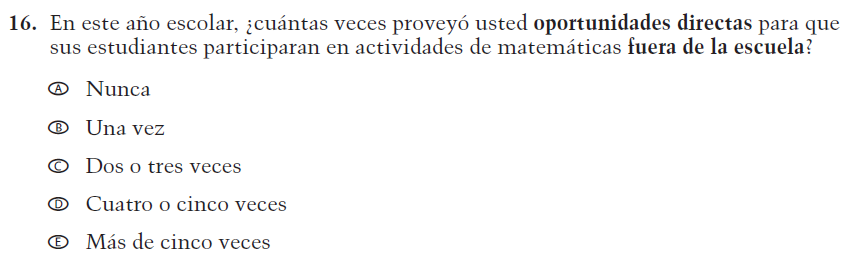 16. En este año escolar, ¿cuántas veces proveyó usted oportunidades directas para que
sus estudiantes participaran en actividades de matemáticas fuera de la escuela?
A Nunca
B Una vez
C Dos o tres veces
D Cuatro o cinco veces
E Más de cinco veces